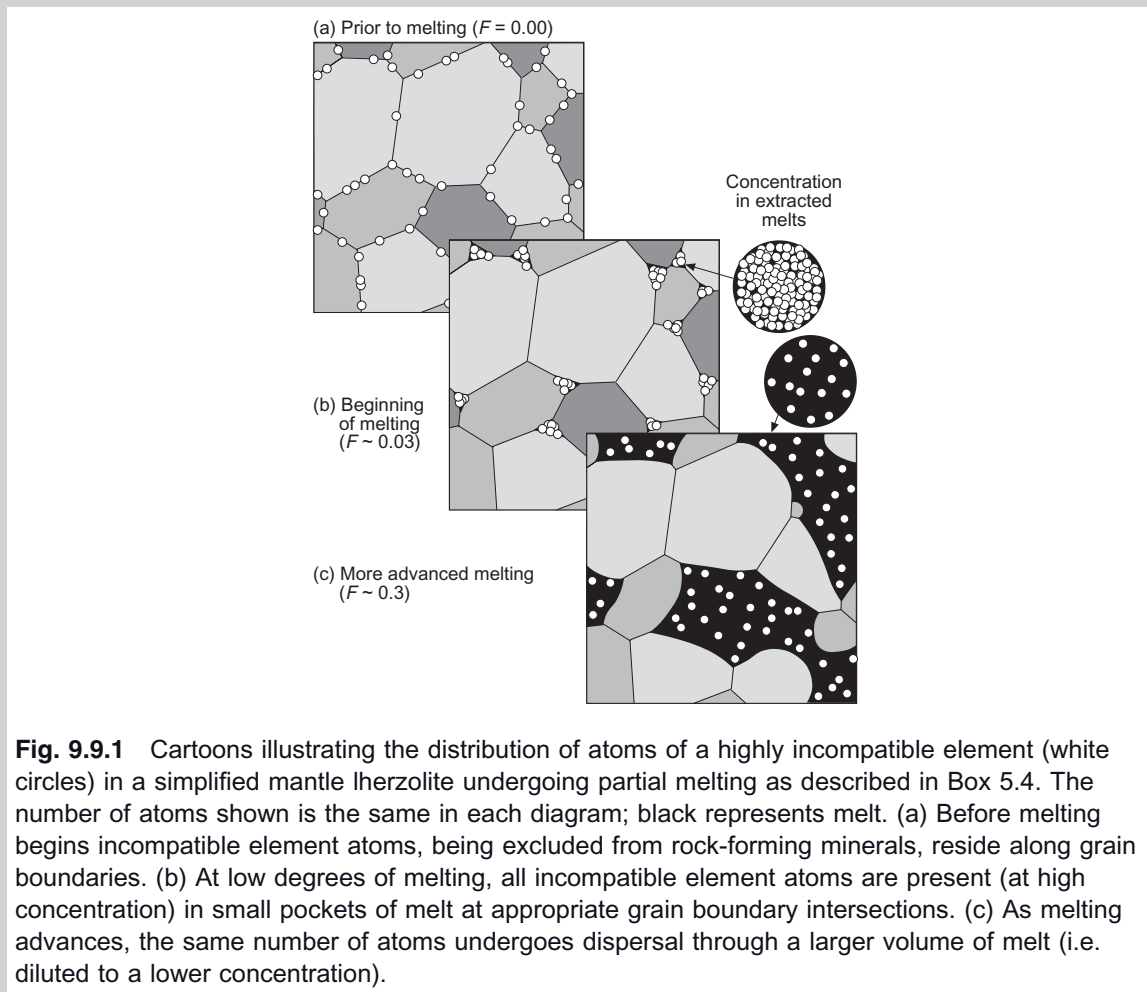 (a) Prior to melting (F = 0.00)
Concentration
in extracted
melts
(b) Beginning
of melting
(F ~ 0.03)
(c) More advanced melting
(F ~ 0.3)
Fig. 9.9.1 Cartoons illustrating the distribution of atoms of a highly incompatible element (white
circles) in a simplified mantle lherzolite undergoing partial melting as described in Box 5.4. The
number of atoms shown is the same in each diagram; black represents melt. (a) Before melting
begins incompatible element atoms, being excluded from rock-forming minerals, reside along grain
boundaries. (b) At low degrees of melting, all incompatible element atoms are present (at high
concentration) in small pockets of melt at appropriate grain boundary intersections. (c) As melting
advances, the same number of atoms undergoes dispersal through a larger volume of melt (i.e.
diluted to a lower concentration).